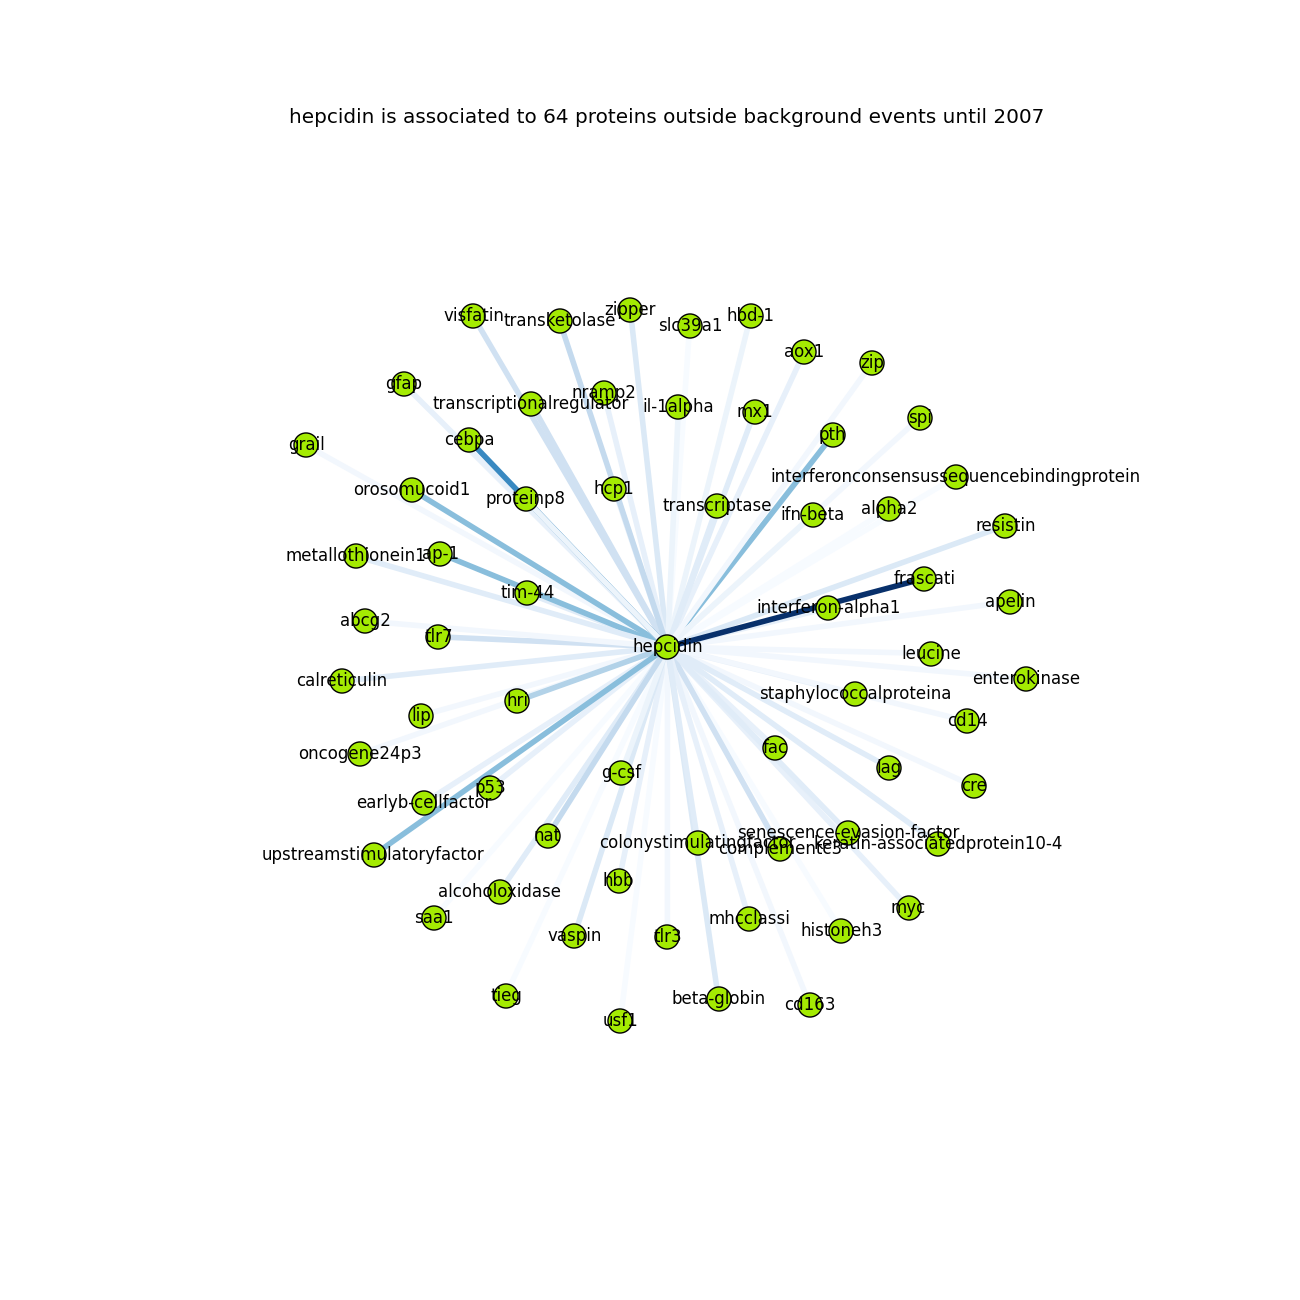 hepcidin is associated to 64 proteins outside background events until 2007
zipper
visfatin
hbd-1
transketolase
slc39a1
aox1
zip
gfap
nramp2
transcriptionalregulator
il-1alpha
mx1
spi
pth
cebpa
grail
interferonconsensussequencebindingprotein
hcp1
orosomucoid1
proteinp8
transcriptase
alpha2
ifn-beta
resistin
ap-1
metallothionein1
frascati
tim-44
apelin
interferon-alpha1
abcg2
tlr7
hepcidin
leucine
enterokinase
calreticulin
staphylococcalproteina
hri
lip
cd14
fac
oncogene24p3
lag
g-csf
cre
p53
earlyb-cellfactor
senescence-evasion-factor
nat
colonystimulatingfactor
keratin-associatedprotein10-4
complementc3
upstreamstimulatoryfactor
hbb
alcoholoxidase
myc
saa1
mhcclassi
histoneh3
vaspin
tlr3
tieg
beta-globin
cd163
usf1